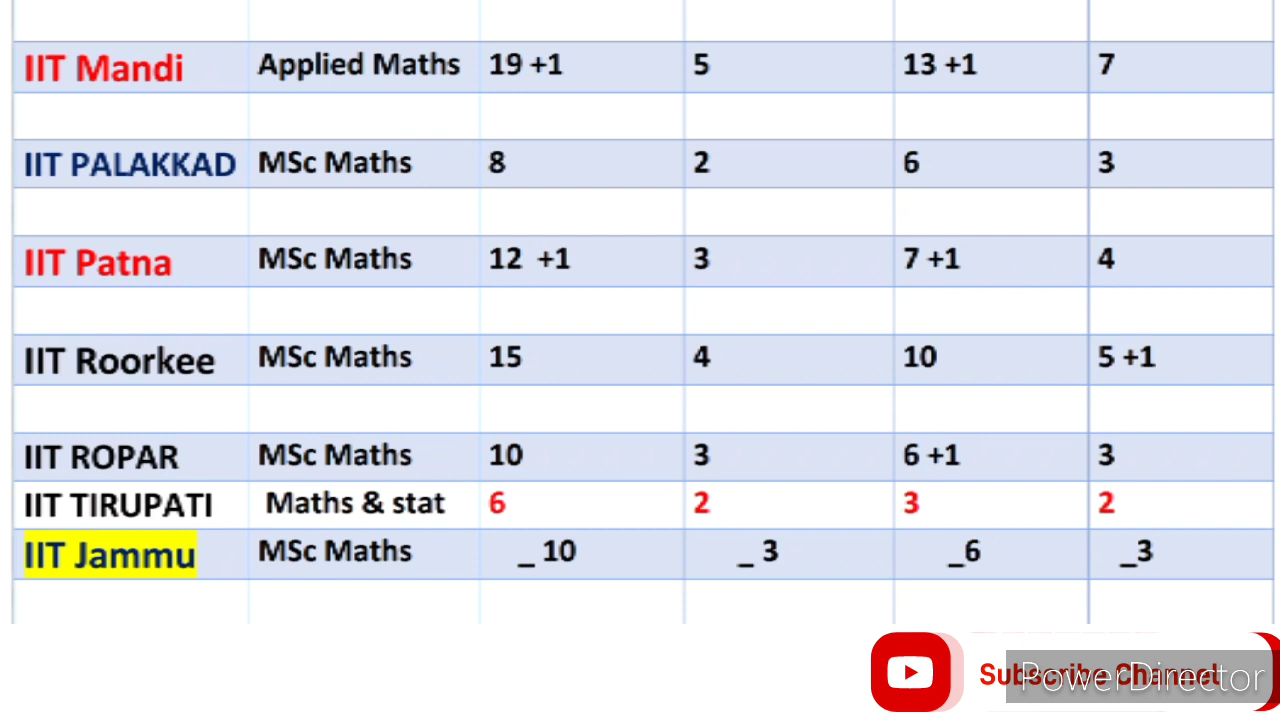 IIT Mandi Applied Maths 19 +1 5 13 +1 7
IIT PALAKKAD MSc Maths 8 2 6 3
IIT Patna MSc Maths 12 +1 3 7 +1 4
IIT Roorkee MSc Maths 15 4 10 5 +1
IIT ROPAR MSc Maths 10 3 6 +1 3
IIT TIRUPATI Maths & stat 6 2 3 2
IIT Jammu MSc Maths _ 10 _ 3 _6 _3
Subscribe Channel
PowerDirector